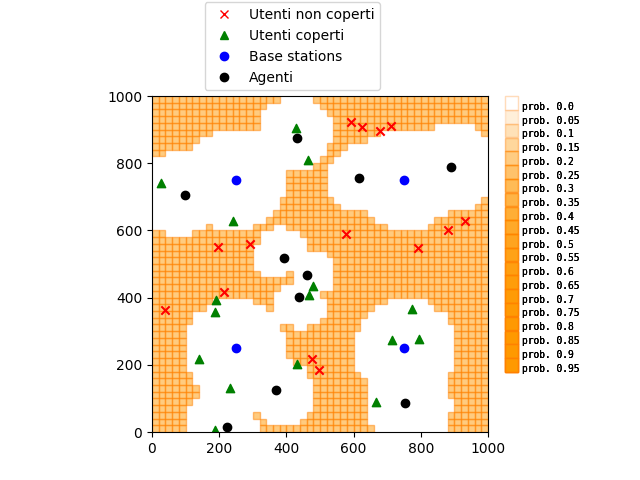 Utenti non coperti
Utenti coperti
Base stations
Agenti
1000
800
600
400
200
0
0 200 400 600 800 1000
prob. 0.0
prob. 0.05
prob. 0.1
prob. 0.15
prob. 0.2
prob. 0.25
prob. 0.3
prob. 0.35
prob. 0.4
prob. 0.45
prob. 0.5
prob. 0.55
prob. 0.6
prob. 0.65
prob. 0.7
prob. 0.75
prob. 0.8
prob. 0.85
prob. 0.9
prob. 0.95